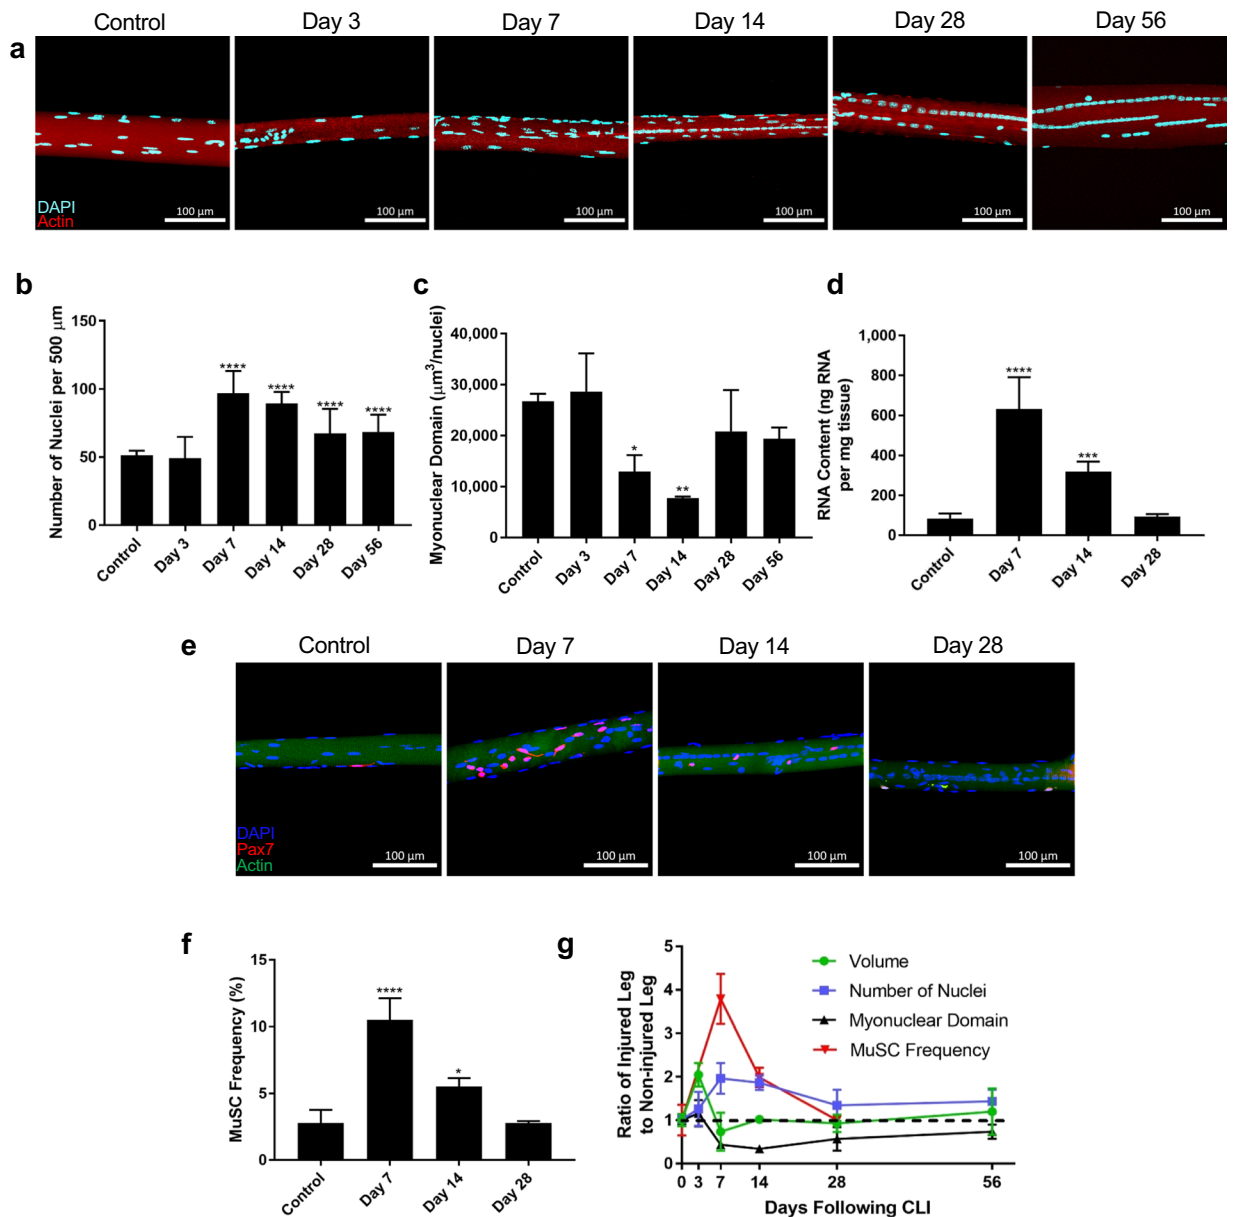 Control Day 3 Day 7 Day 14 Day 28 Day 56
a
DAPI
Actin
100 µm 100 µm 100 µm 100 µm 100 µm 100 µm
b
Number of Nuclei per 500 µm
150
100
50
0
**** **** **** ****
Control Day 3 Day 7 Day 14 Day 28 Day 56
c
Myonuclear Domain (µm³/nuclei)
40,000
30,000
20,000
10,000
0
* **
Control Day 3 Day 7 Day 14 Day 28 Day 56
d
RNA Content (ng RNA
per mg tissue)
1,000
800
600
400
200
0
**** ***
Control Day 7 Day 14 Day 28
e
Control Day 7 Day 14 Day 28
DAPI
Pax7
Actin
100 µm 100 µm 100 µm 100 µm
f
MuSC Frequency (%)
15
10
5
0
**** *
Control Day 7 Day 14 Day 28
g
Ratio of Injured Leg
to Non-injured Leg
5
4
3
2
1
0
Volume
Number of Nuclei
Myonuclear Domain
MuSC Frequency
0 3 7 14 28 56
Days Following CLI